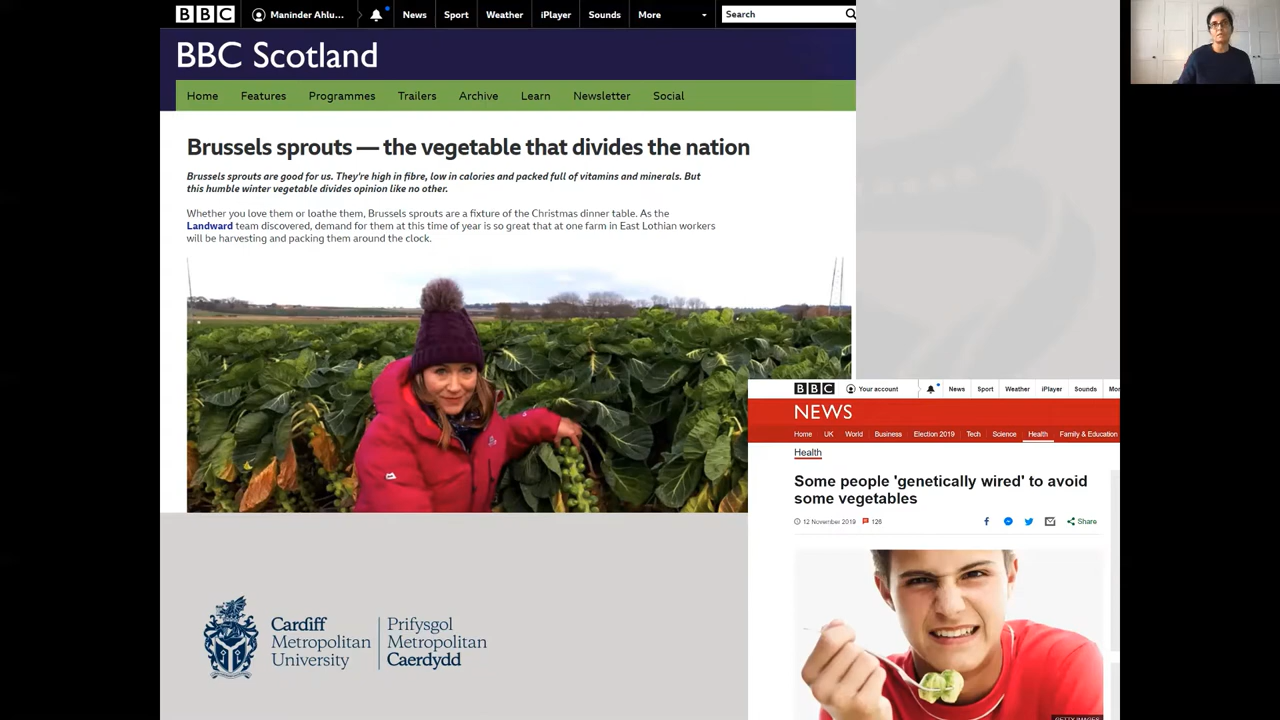 BBC
Maninder Ahlu...
News
Sport
Weather
iPlayer
Sounds
More
Search
BBC Scotland
Home
Features
Programmes
Trailers
Archive
Learn
Newsletter
Social
Brussels sprouts — the vegetable that divides the nation
Brussels sprouts are good for us. They're high in fibre, low in calories and packed full of vitamins and minerals. But
this humble winter vegetable divides opinion like no other.
Whether you love them or loathe them, Brussels sprouts are a fixture of the Christmas dinner table. As the
Landward team discovered, demand for them at this time of year is so great that at one farm in East Lothian workers
will be harvesting and packing them around the clock.
BBC
Your account
News
Sport
Weather
iPlayer
Sounds
Mor
NEWS
Home
UK
World
Business
Election 2019
Tech
Science
Health
Family & Education
Health
Some people 'genetically wired' to avoid
some vegetables
12 November 2019
126
Share
GETTY IMAGES
Cardiff
Metropolitan
University
Prifysgol
Metropolitan
Caerdydd